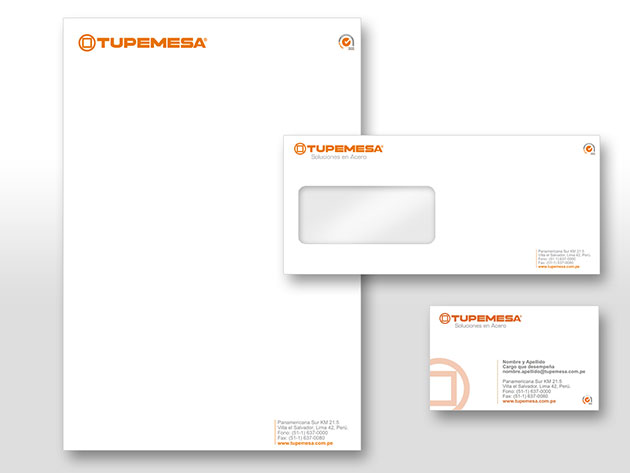 TUPEMESA®
Panamericana Sur KM 21.5
Villa el Salvador, Lima 42, Perú.
Fono: (51-1) 637-0000
Fax: (51-1) 637-0080
www.tupemesa.com.pe
TUPEMESA®
Soluciones en Acero
Panamericana Sur KM 21.5
Villa el Salvador, Lima 42, Perú.
Fono: (51-1) 637-0000
Fax: (51-1) 637-0080
www.tupemesa.com.pe
TUPEMESA®
Soluciones en Acero
Nombre y Apellido
Cargo que desempeña
nombre.apellido@tupemesa.com.pe
Panamericana Sur KM 21.5
Villa el Salvador, Lima 42, Perú.
Fono: (51-1) 637-0000
Fax: (51-1) 637-0080
www.tupemesa.com.pe